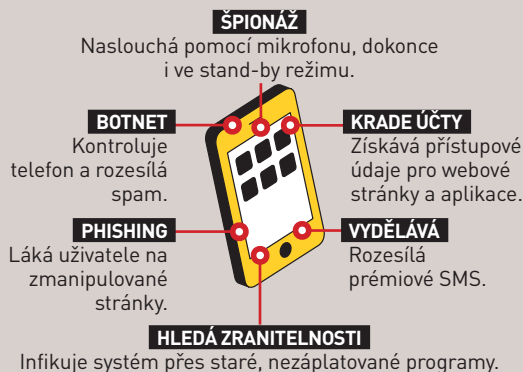 ŠPIONÁŽ
Naslouchá pomocí mikrofonu, dokonce
i ve stand-by režimu.
BOTNET
Kontroluje
telefon a rozesílá
spam.
KRADE ÚČTY
Získává přístupové
údaje pro webové
stránky a aplikace.
PHISHING
Láká uživatele na
zmanipulované
stránky.
VYDĚLÁVÁ
Rozesílá
prémiové SMS.
HLEDÁ ZRANITELNOSTI
Infikuje systém přes staré, nezáplatované programy.